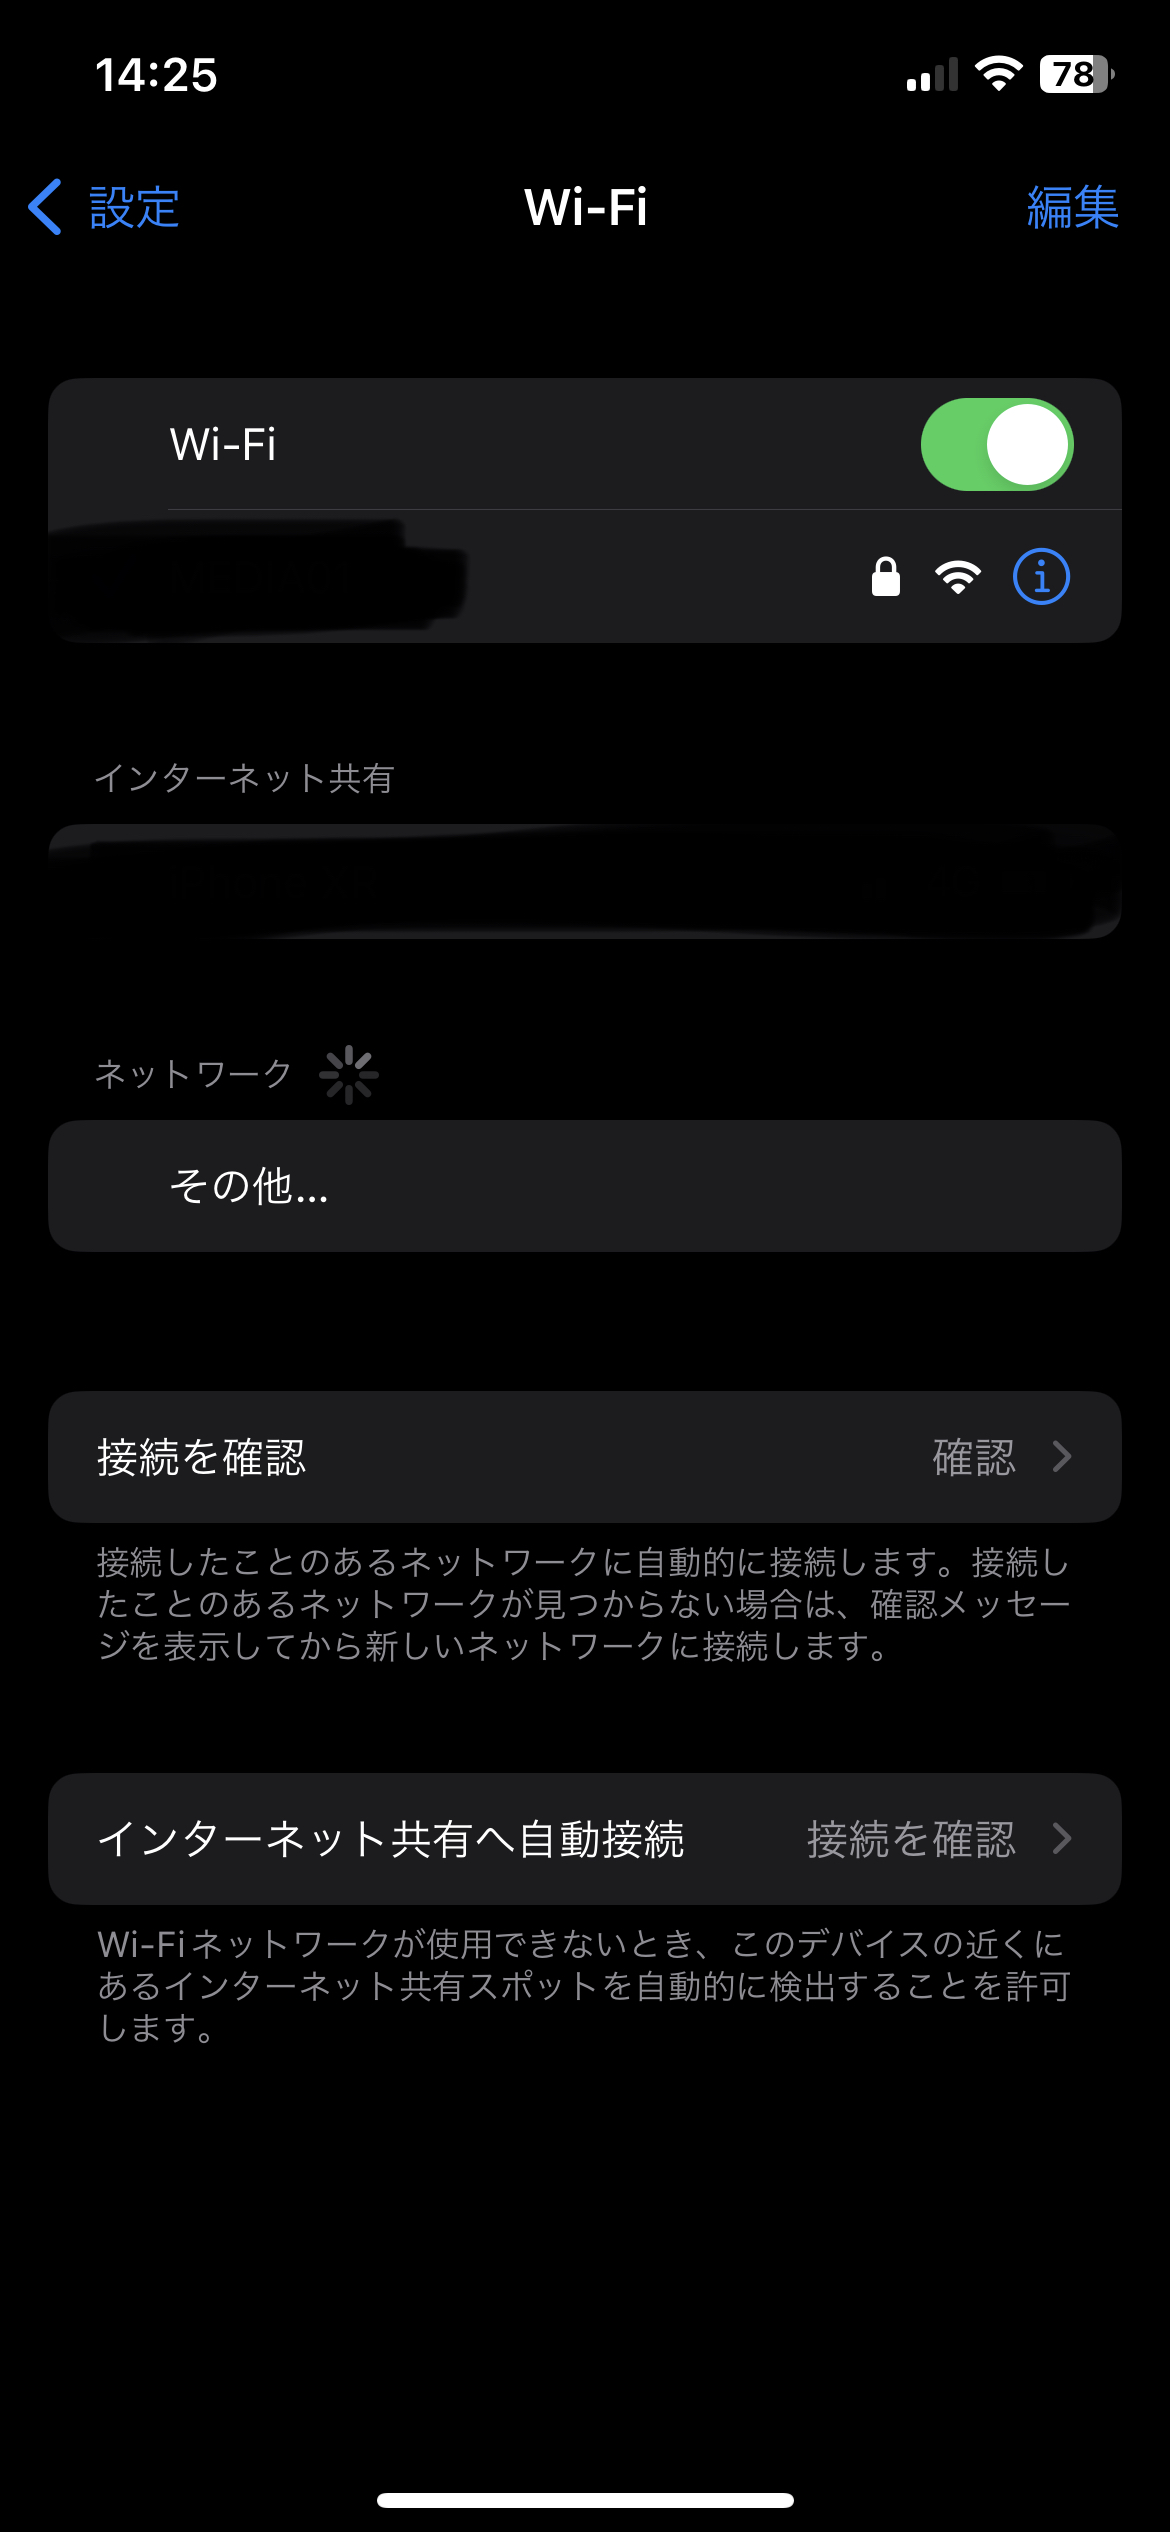 14:25
78
設定
Wi-Fi
編集
Wi-Fi
インターネット共有
ネットワーク
その他...
接続を確認
確認
接続したことのあるネットワークに自動的に接続します。接続し
たことのあるネットワークが見つからない場合は、確認メッセー
ジを表示してから新しいネットワークに接続します。
インターネット共有へ自動接続
接続を確認
Wi-Fiネットワークが使用できないとき、このデバイスの近くに
あるインターネット共有スポットを自動的に検出することを許可
します。